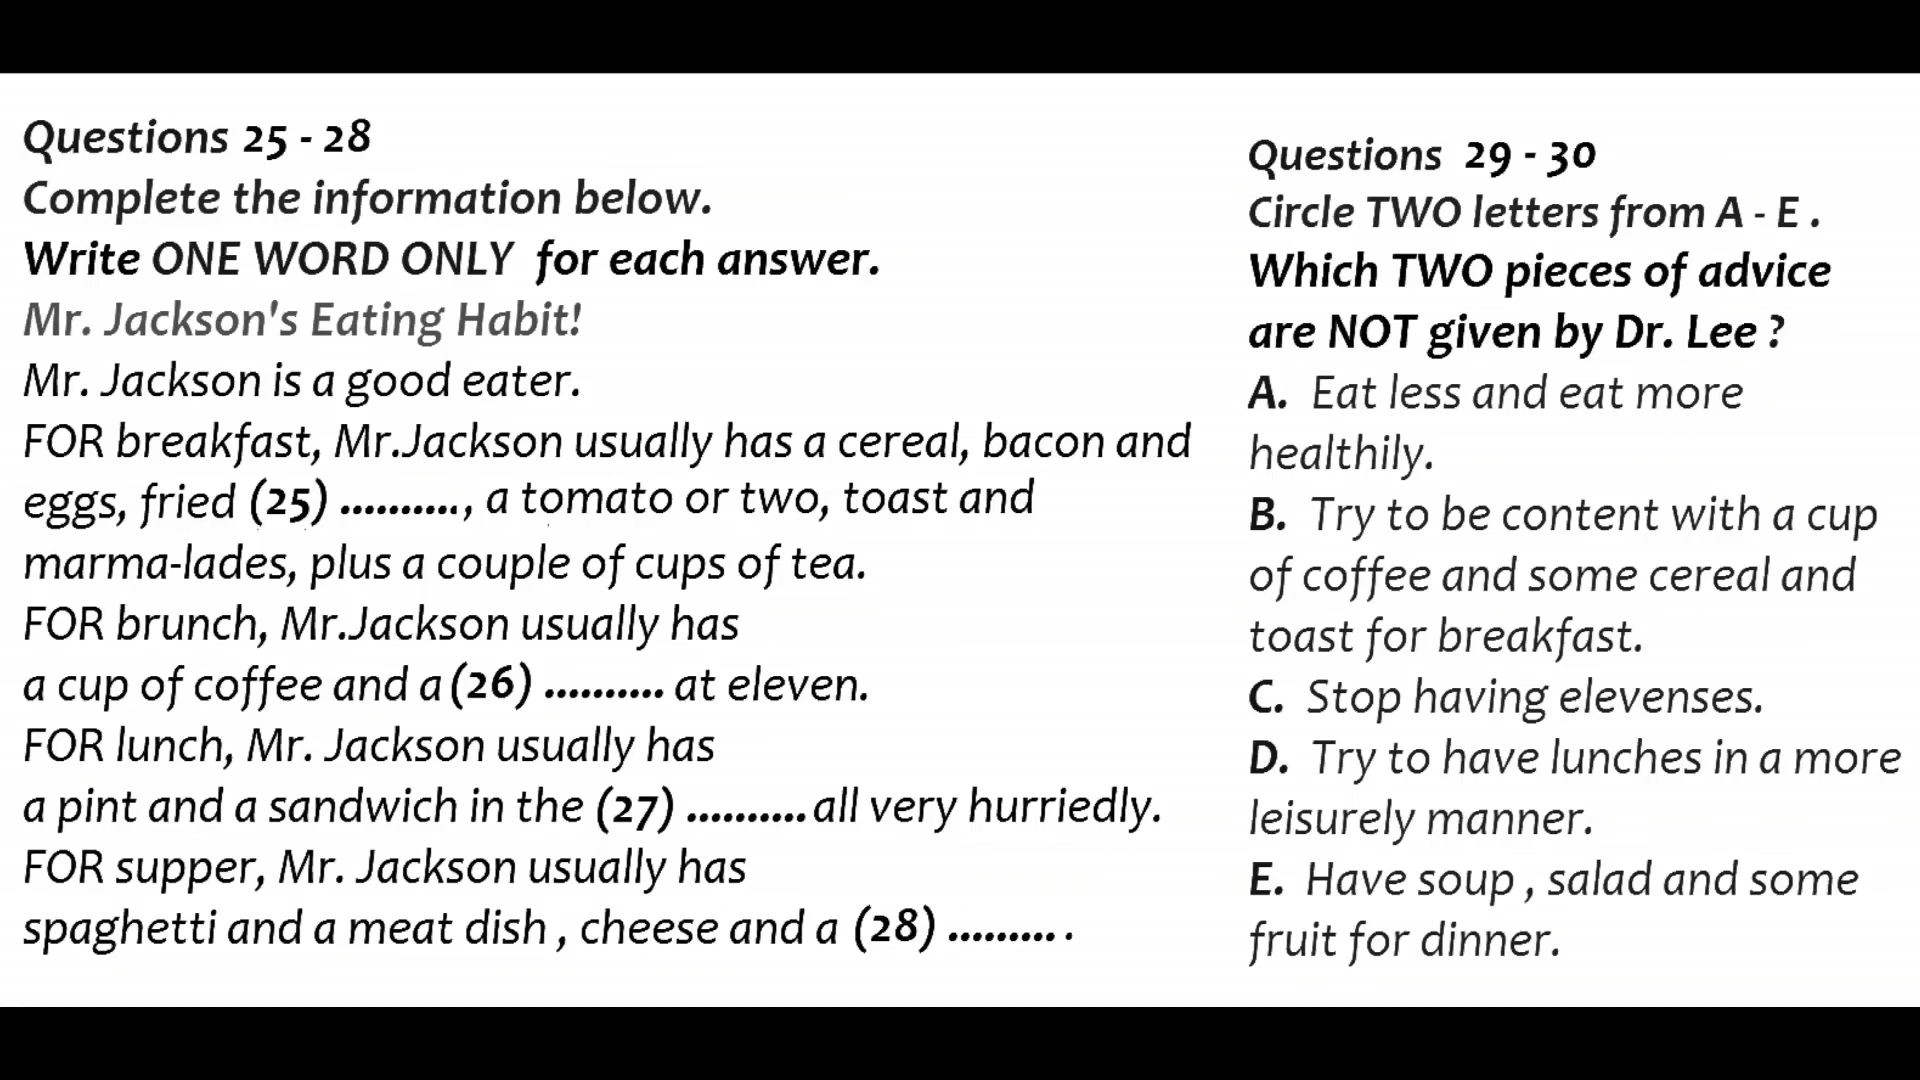 Questions 25 - 28
Complete the information below.
Write ONE WORD ONLY for each answer.
Mr. Jackson's Eating Habit!
Mr. Jackson is a good eater.
FOR breakfast, Mr.Jackson usually has a cereal, bacon and
eggs, fried (25) .........., a tomato or two, toast and
marma-lades, plus a couple of cups of tea.
FOR brunch, Mr.Jackson usually has
a cup of coffee and a (26) .......... at eleven.
FOR lunch, Mr. Jackson usually has
a pint and a sandwich in the (27) .......... all very hurriedly.
FOR supper, Mr. Jackson usually has
spaghetti and a meat dish , cheese and a (28) ......... .
Questions 29 - 30
Circle TWO letters from A - E .
Which TWO pieces of advice
are NOT given by Dr. Lee ?
A. Eat less and eat more
healthily.
B. Try to be content with a cup
of coffee and some cereal and
toast for breakfast.
C. Stop having elevenses.
D. Try to have lunches in a more
leisurely manner.
E. Have soup , salad and some
fruit for dinner.